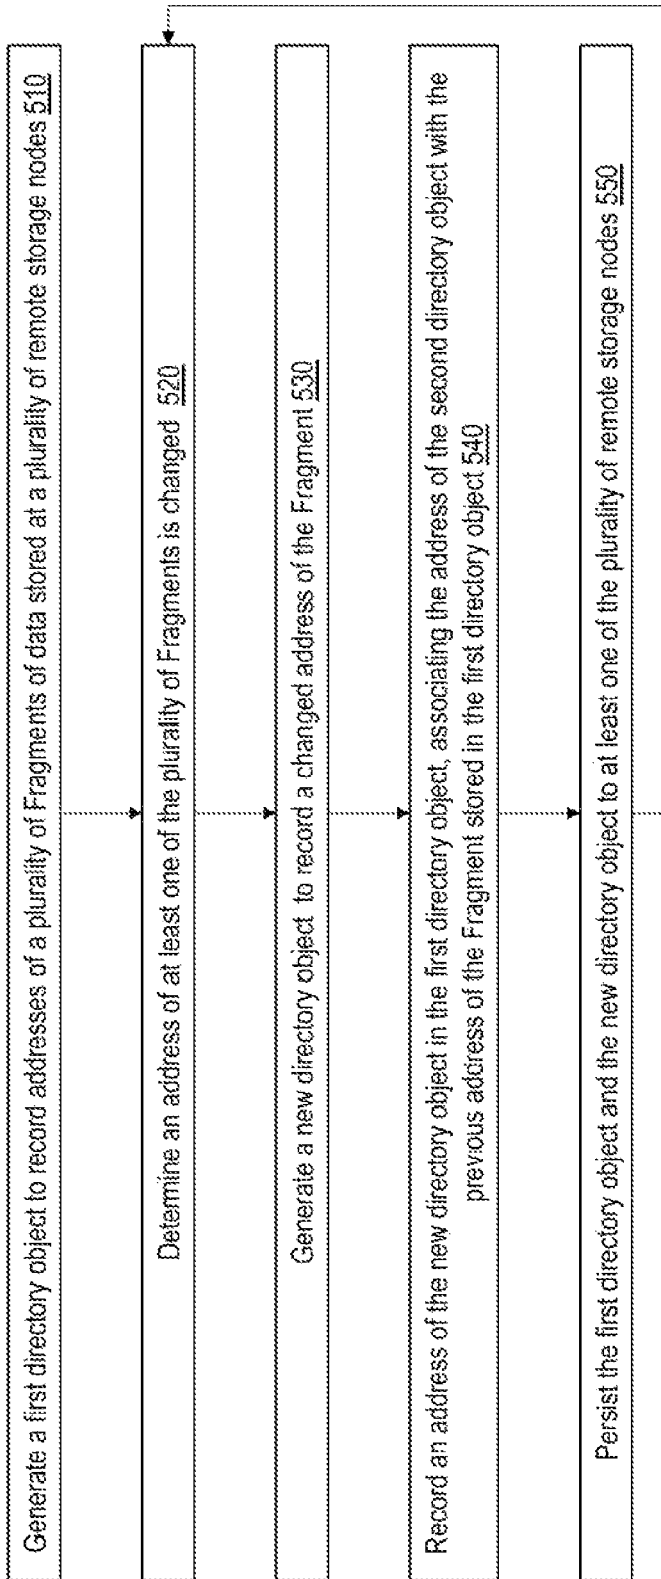 Generate a first directory object to record addresses of a plurality of Fragments of data stored at a plurality of remote storage nodes 510
Determine an address of at least one of the plurality of Fragments is changed 520
Generate a new directory object to record a changed address of the Fragment 530
Record an address of the new directory object in the first directory object, associating the address of the second directory object with the
previous address of the Fragment stored in the first directory object 540
Persist the first directory object and the new directory object to at least one of the plurality of remote storage nodes 550